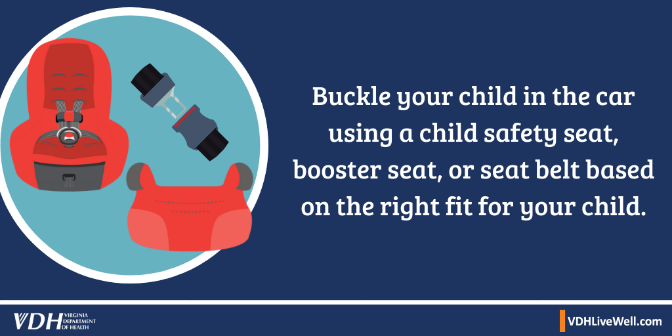 Buckle your child in the car
using a child safety seat,
booster seat, or seat belt based
on the right fit for your child.
VDH VIRGINIA
DEPARTMENT
OF HEALTH
VDHLiveWell.com